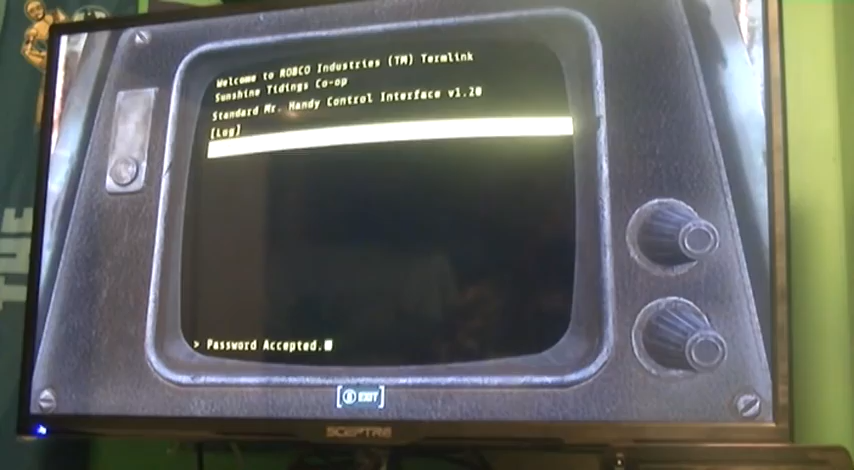 Welcome to ROBCO Industries (TM) Termlink
Sunshine Tidings Co-op
Standard Mr. Handy Control Interface v1.20
[Log]
> Password Accepted.
EXIT
SCEPTRE
THE